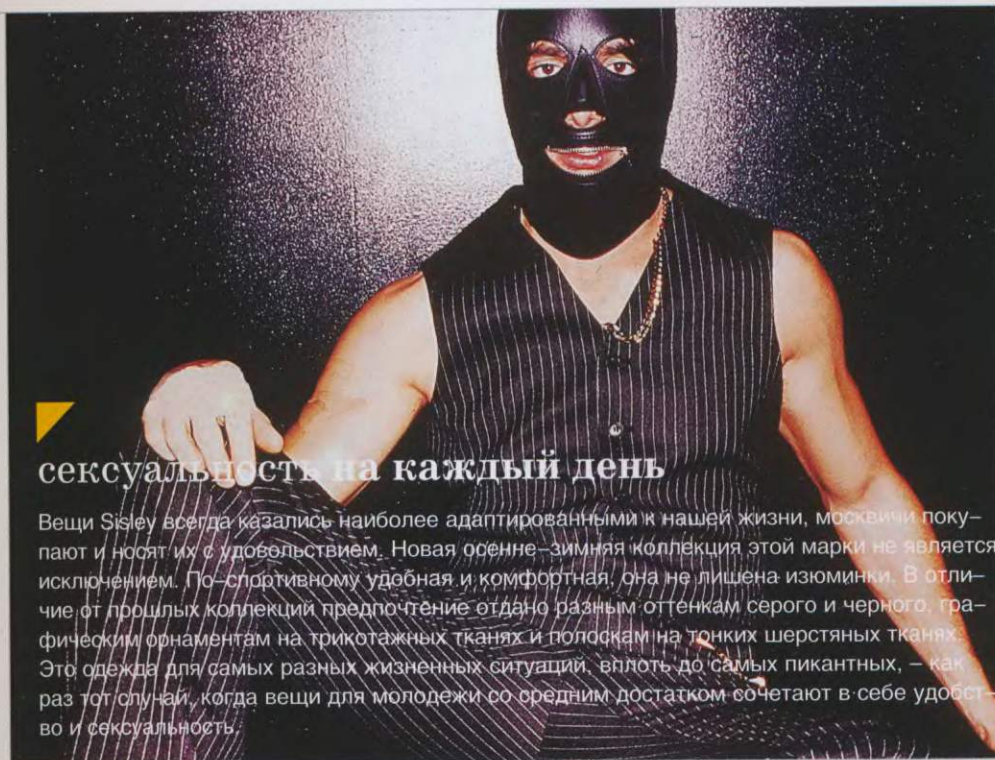 сексуальность на каждый день
Вещи Sisley всегда казались наиболее адаптированными к нашей жизни, москвичи поку–
пают и носят их с удовольствием. Новая осенне–зимняя коллекция этой марки не является
исключением. По–спортивному удобная и комфортная, она не лишена изюминки. В отли–
чие от прошлых коллекций предпочтение отдано разным оттенкам серого и черного, гра–
фическим орнаментам на трикотажных тканях и полоскам на тонких шерстяных тканях.
Это одежда для самых разных жизненных ситуаций, вплоть до самых пикантных, – как
раз тот случай, когда вещи для молодежи со средним достатком сочетают в себе удобст–
во и сексуальность.